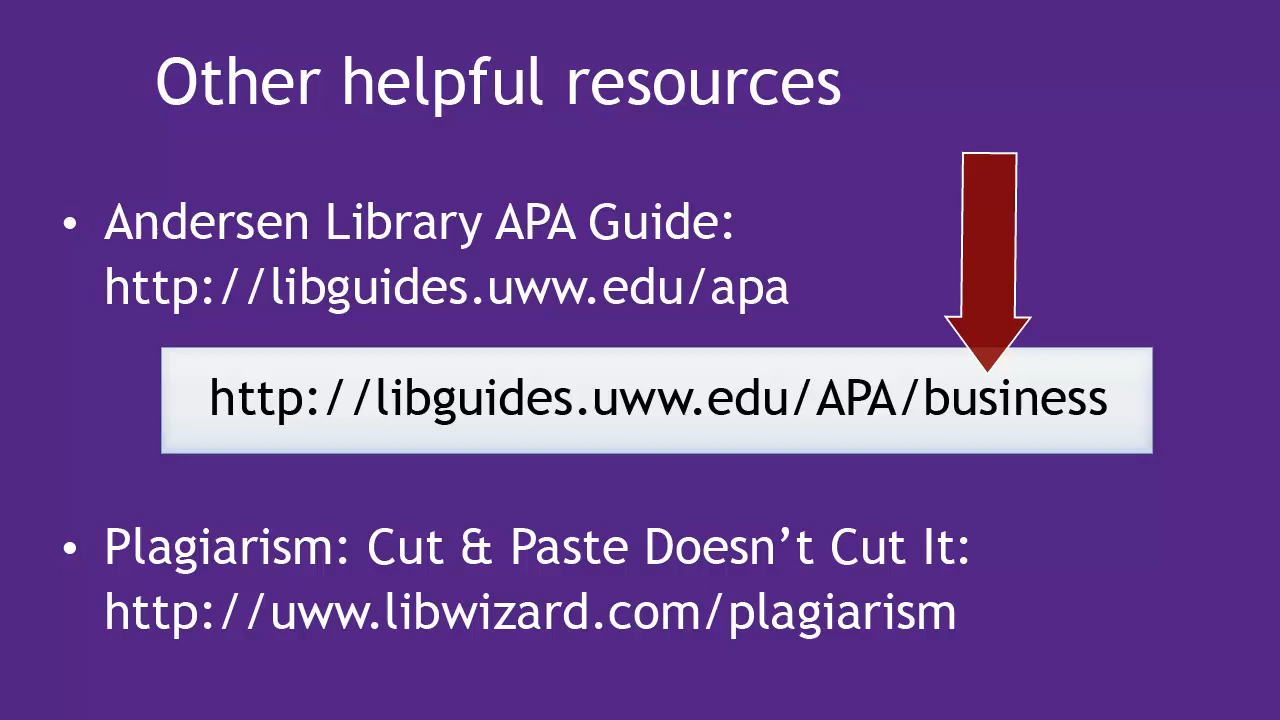 Other helpful resources
• Andersen Library APA Guide:
http://libguides.uww.edu/apa
http://libguides.uww.edu/APA/business
• Plagiarism: Cut & Paste Doesn’t Cut It:
http://uww.libwizard.com/plagiarism